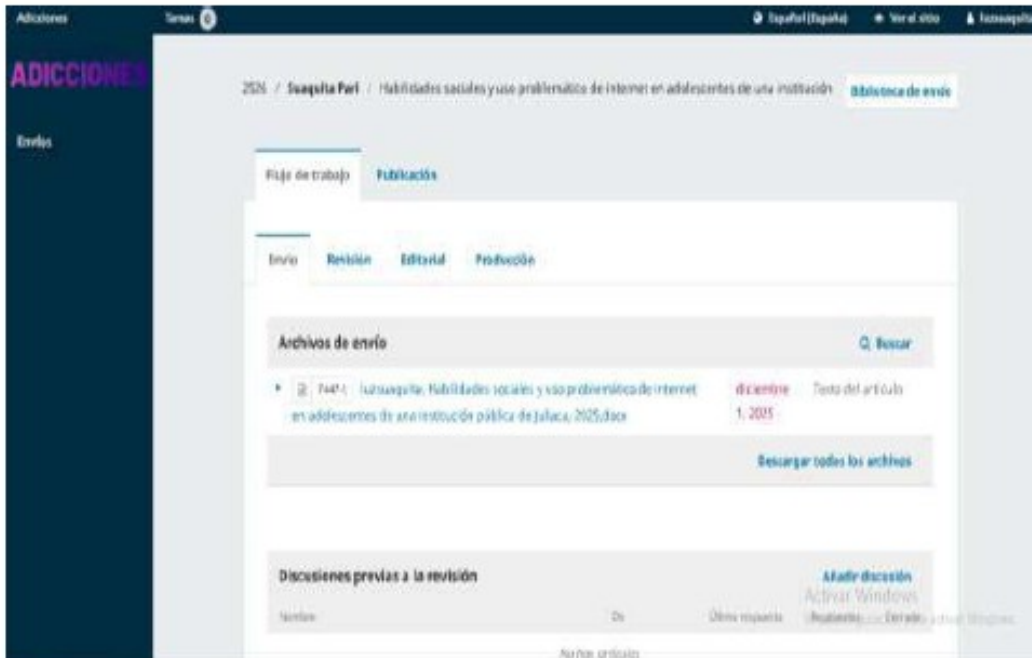 Adicciones
Tareas 0
Español (España)
Ver el sitio
ADICCIONES
/ Suaquita Pari / Habilidades sociales y uso problemático de internet en adolescentes de una institución
Biblioteca de envío
Envíos
Flujo de trabajo
Publicación
Envío
Revisión
Editorial
Producción
Archivos de envío
Buscar
luzsuaquita, Habilidades sociales y uso problemático de internet
en adolescentes de una institución pública de Juliaca, 2025.docx
diciembre
1, 2025
Texto del artículo
Descargar todos los archivos
Discusiones previas a la revisión
Añadir discusión
Activar Windows
Nombre
De
Última respuesta
Respuestas
Cerrado
No hay artículos